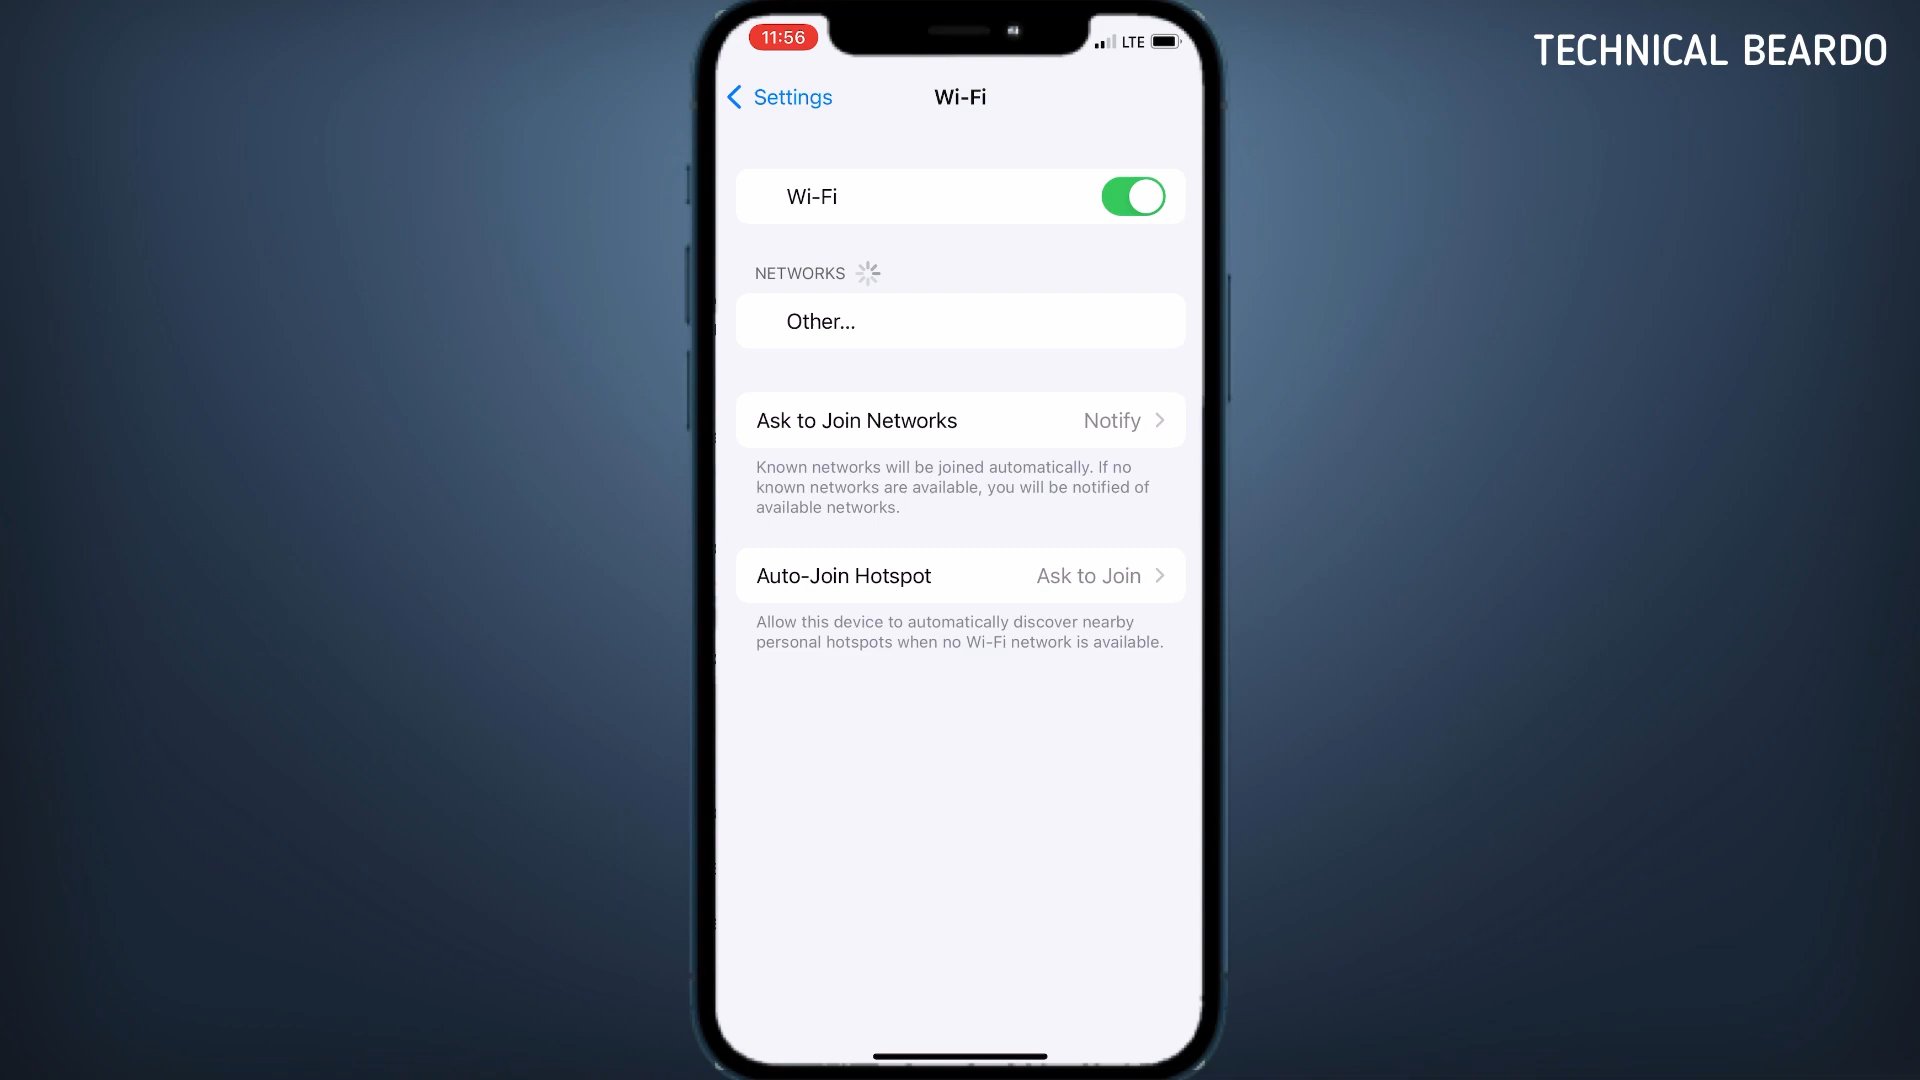 11:56
LTE
TECHNICAL BEARDO
Settings
Wi-Fi
Wi-Fi
NETWORKS
Other...
Ask to Join Networks
Notify
Known networks will be joined automatically. If no
known networks are available, you will be notified of
available networks.
Auto-Join Hotspot
Ask to Join
Allow this device to automatically discover nearby
personal hotspots when no Wi-Fi network is available.